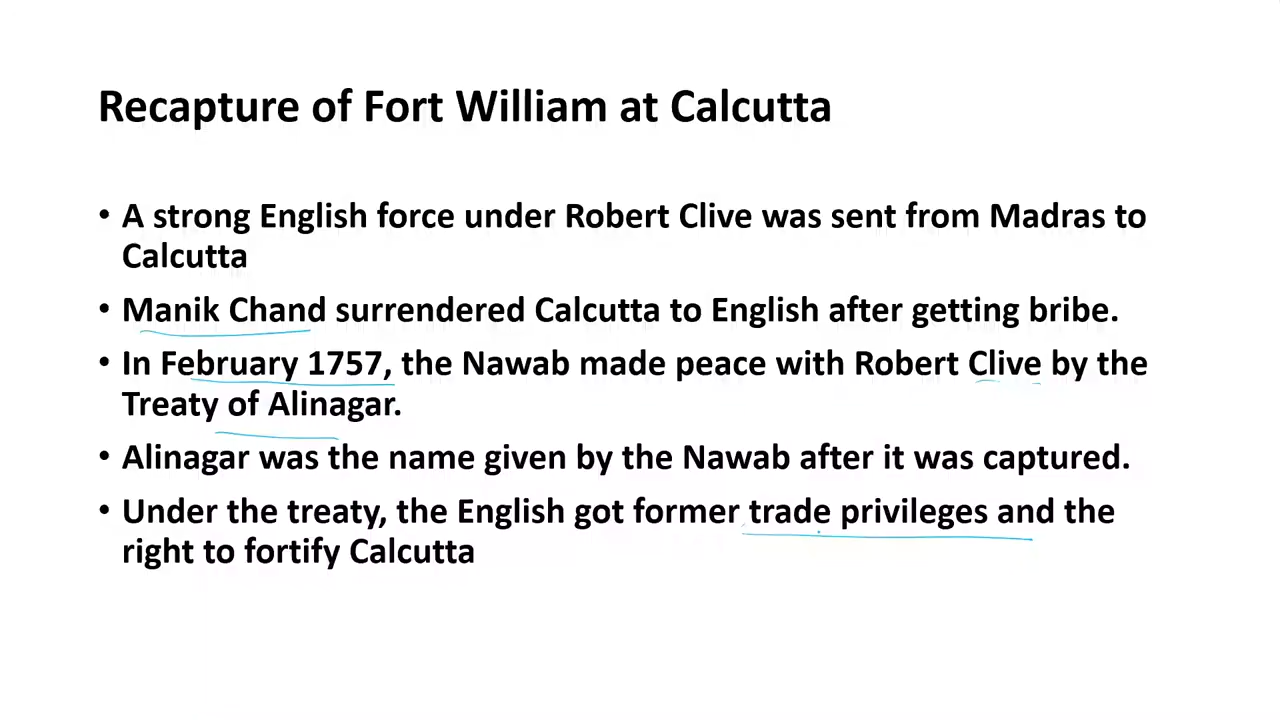 Recapture of Fort William at Calcutta
• A strong English force under Robert Clive was sent from Madras to
Calcutta
• Manik Chand surrendered Calcutta to English after getting bribe.
• In February 1757, the Nawab made peace with Robert Clive by the
Treaty of Alinagar.
• Alinagar was the name given by the Nawab after it was captured.
• Under the treaty, the English got former trade privileges and the
right to fortify Calcutta